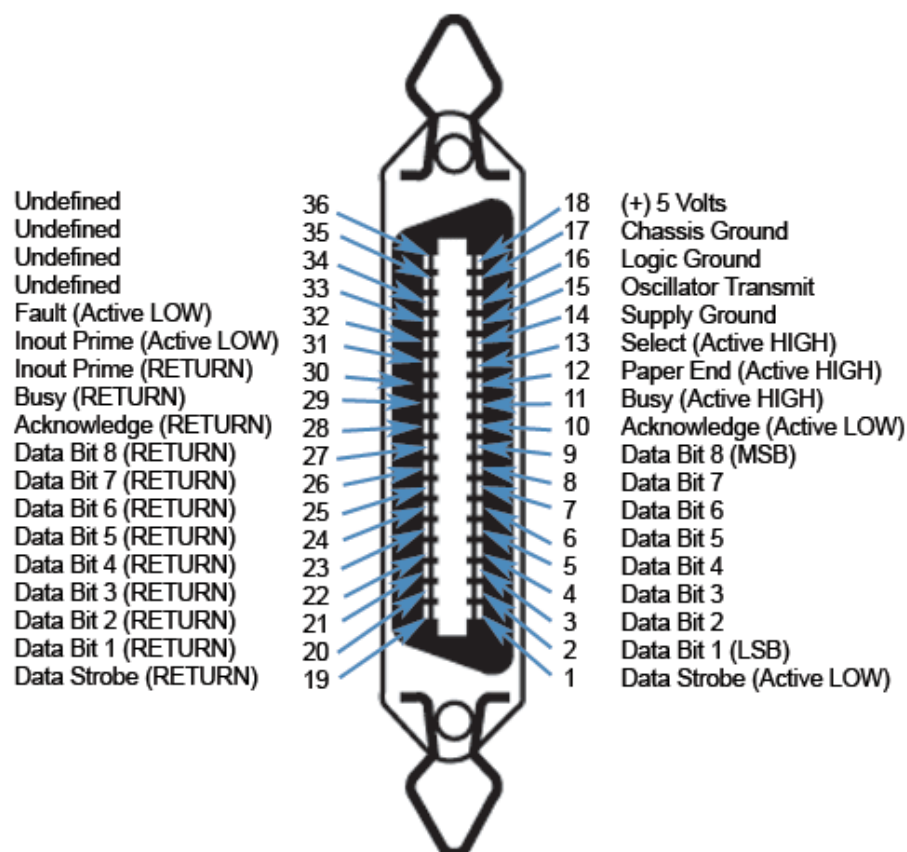 Undefined 36 18 (+) 5 Volts
Undefined 35 17 Chassis Ground
Undefined 34 16 Logic Ground
Undefined 33 15 Oscillator Transmit
Fault (Active LOW) 32 14 Supply Ground
Inout Prime (Active LOW) 31 13 Select (Active HIGH)
Inout Prime (RETURN) 30 12 Paper End (Active HIGH)
Busy (RETURN) 29 11 Busy (Active HIGH)
Acknowledge (RETURN) 28 10 Acknowledge (Active LOW)
Data Bit 8 (RETURN) 27 9 Data Bit 8 (MSB)
Data Bit 7 (RETURN) 26 8 Data Bit 7
Data Bit 6 (RETURN) 25 7 Data Bit 6
Data Bit 5 (RETURN) 24 6 Data Bit 5
Data Bit 4 (RETURN) 23 5 Data Bit 4
Data Bit 3 (RETURN) 22 4 Data Bit 3
Data Bit 2 (RETURN) 21 3 Data Bit 2
Data Bit 1 (RETURN) 20 2 Data Bit 1 (LSB)
Data Strobe (RETURN) 19 1 Data Strobe (Active LOW)